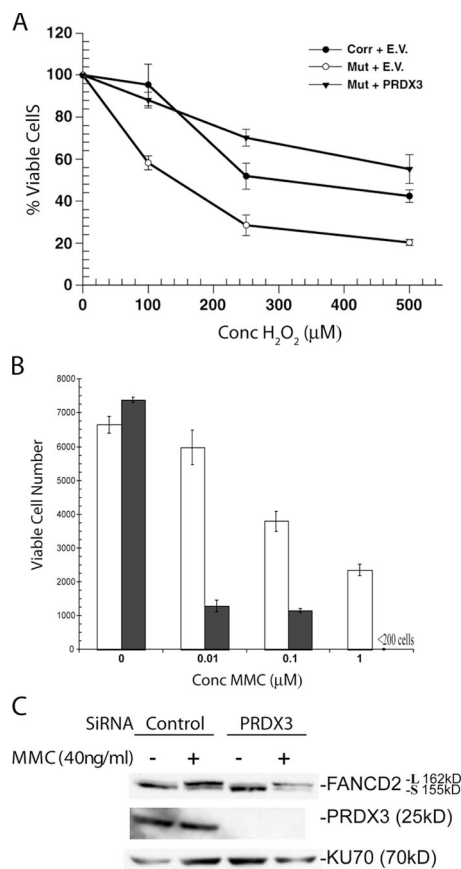 A
Corr + E.V.
Mut + E.V.
Mut + PRDX3
120
100
80
60
40
20
0
% Viable CellS
0 100 200 300 400 500
Conc H₂O₂ (μM)
B
8000
7000
6000
5000
4000
3000
2000
1000
0
Viable Cell Number
<200 cells
0 0.01 0.1 1
Conc MMC (μM)
C
SiRNA Control PRDX3
MMC (40ng/ml) - + - +
-FANCD2 -L 162kD
-S 155kD
-PRDX3 (25kD)
-KU70 (70kD)